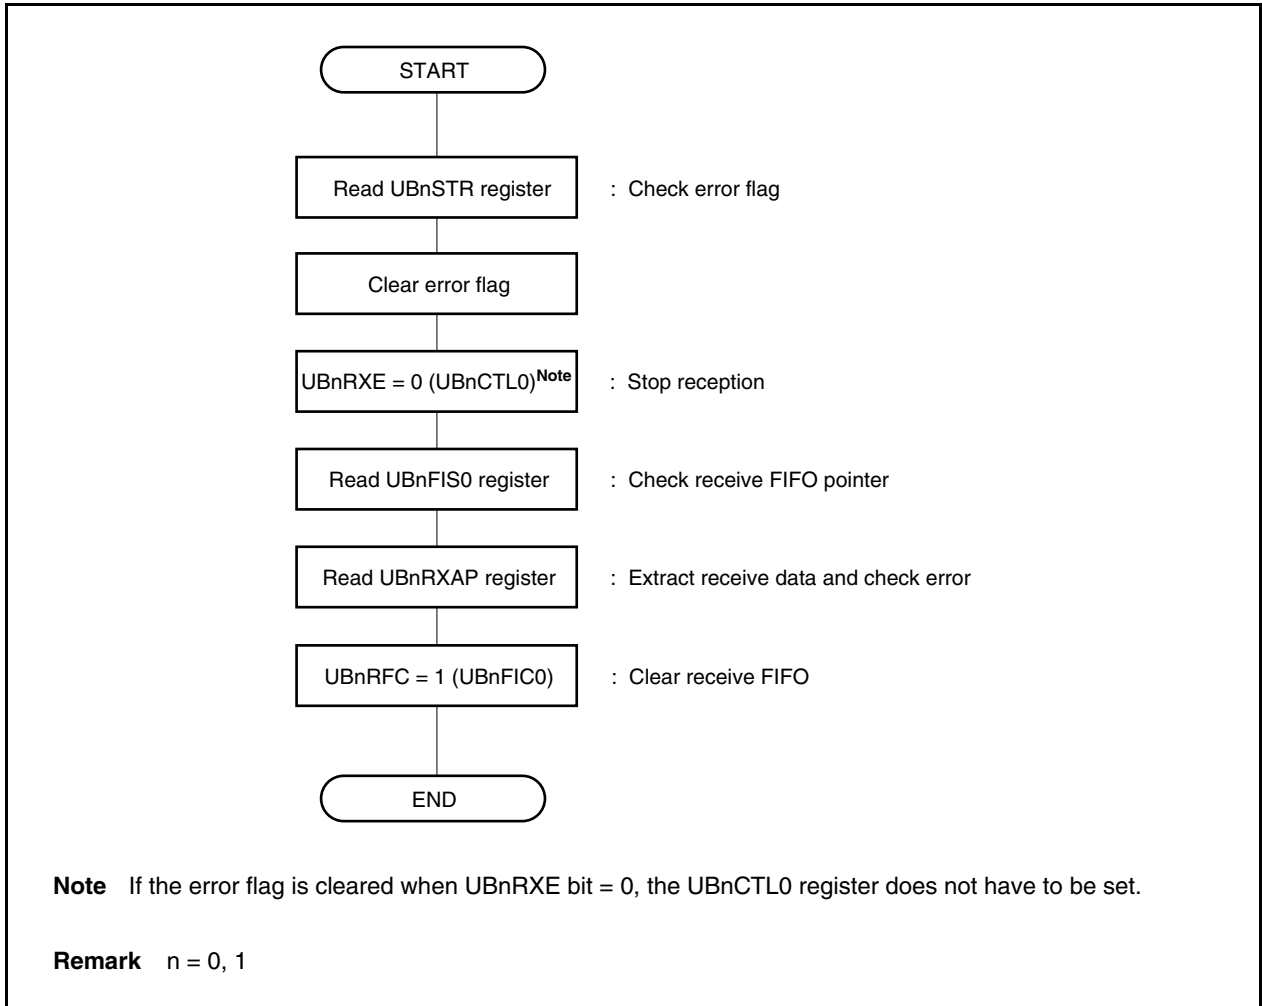 START
Read UBnSTR register : Check error flag
Clear error flag
UBnRXE = 0 (UBnCTL0)Note : Stop reception
Read UBnFIS0 register : Check receive FIFO pointer
Read UBnRXAP register : Extract receive data and check error
UBnRFC = 1 (UBnFIC0) : Clear receive FIFO
END
Note If the error flag is cleared when UBnRXE bit = 0, the UBnCTL0 register does not have to be set.
Remark n = 0, 1